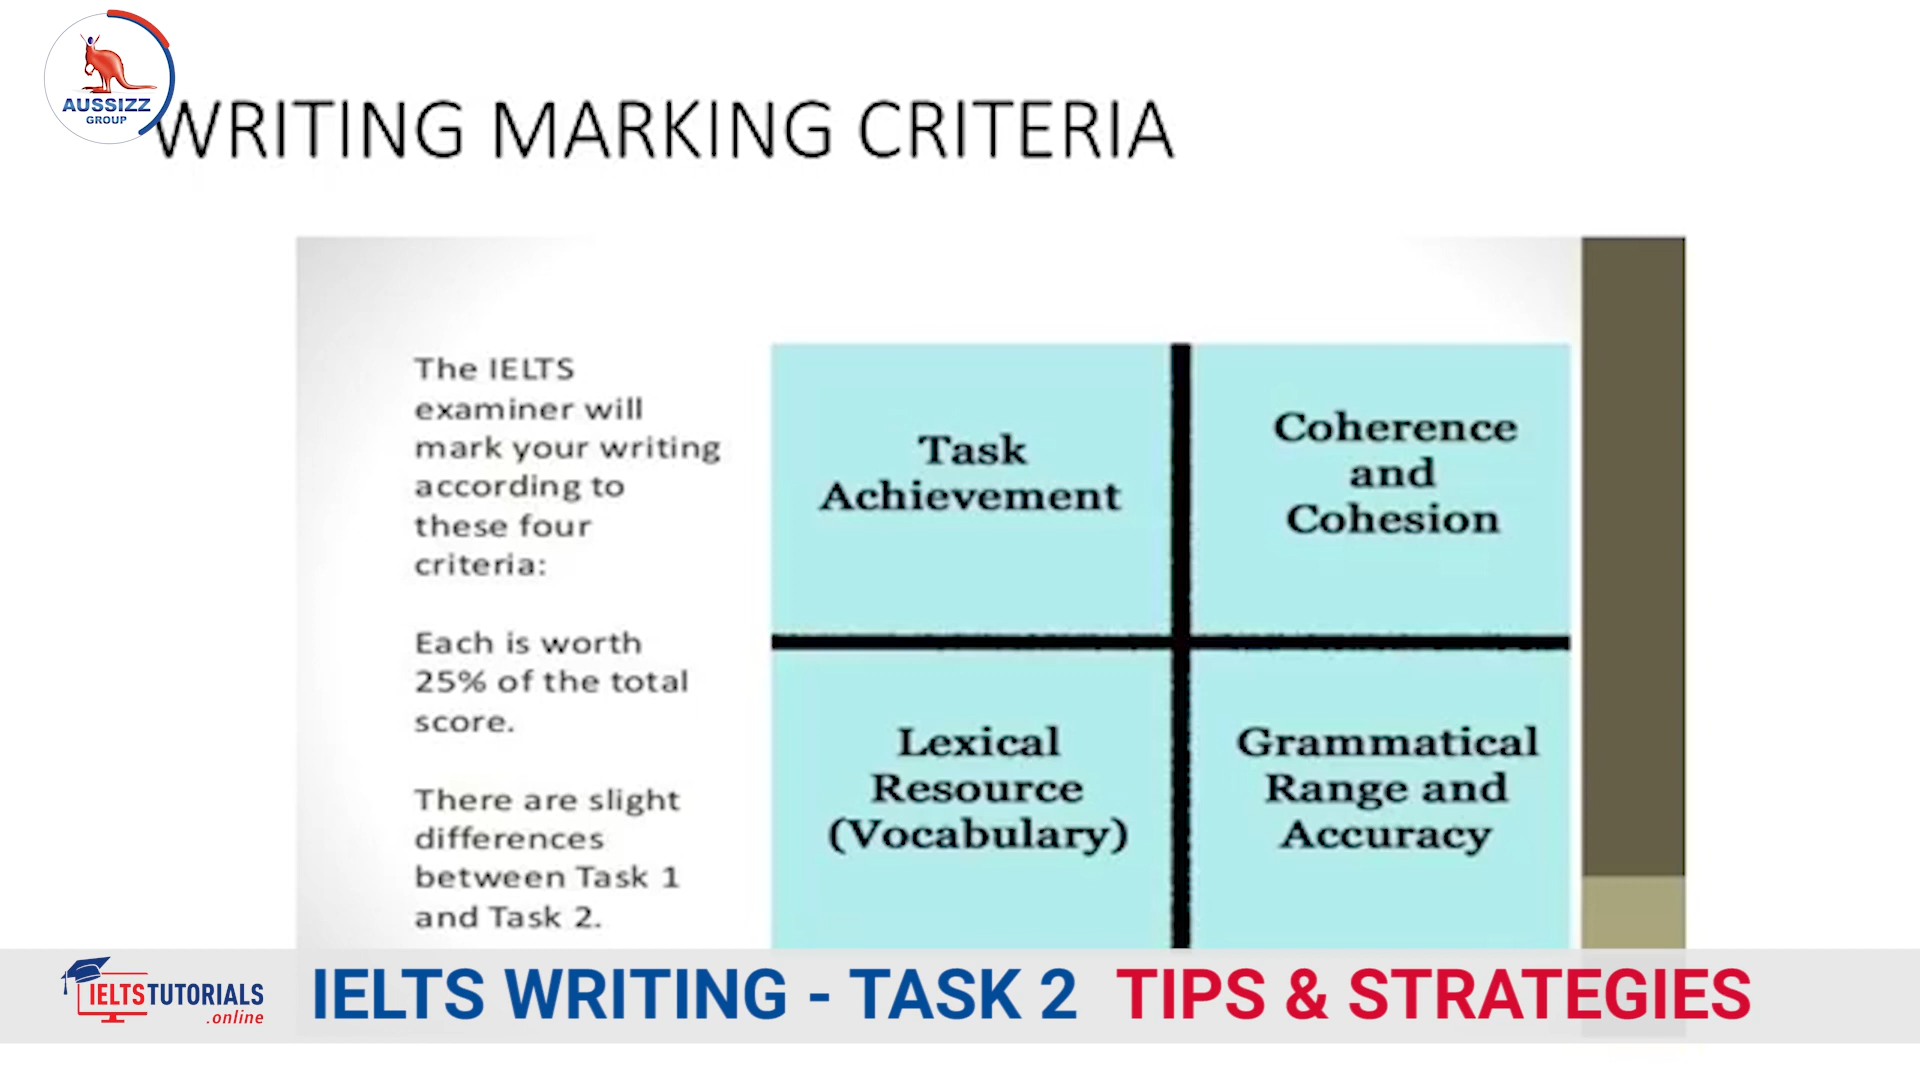 AUSSIZZ
GROUP
WRITING MARKING CRITERIA
The IELTS
examiner will
mark your writing
according to
these four
criteria:
Each is worth
25% of the total
score.
There are slight
differences
between Task 1
and Task 2.
Task
Achievement
Coherence
and
Cohesion
Lexical
Resource
(Vocabulary)
Grammatical
Range and
Accuracy
IELTSTUTORIALS
.online
IELTS WRITING - TASK 2 TIPS & STRATEGIES